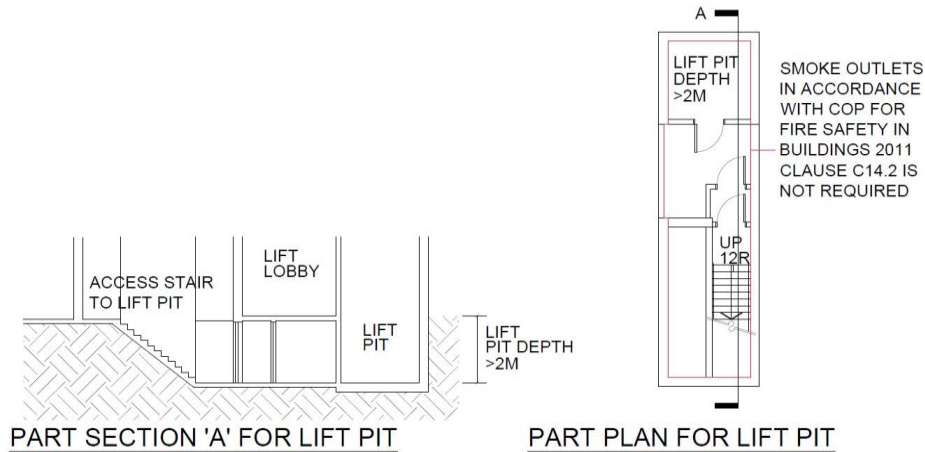 ACCESS STAIR
TO LIFT PIT
LIFT
LOBBY
LIFT
PIT
LIFT
PIT DEPTH
>2M
PART SECTION 'A' FOR LIFT PIT
A
LIFT PIT
DEPTH
>2M
UP
12R
SMOKE OUTLETS
IN ACCORDANCE
WITH COP FOR
FIRE SAFETY IN
BUILDINGS 2011
CLAUSE C14.2 IS
NOT REQUIRED
PART PLAN FOR LIFT PIT